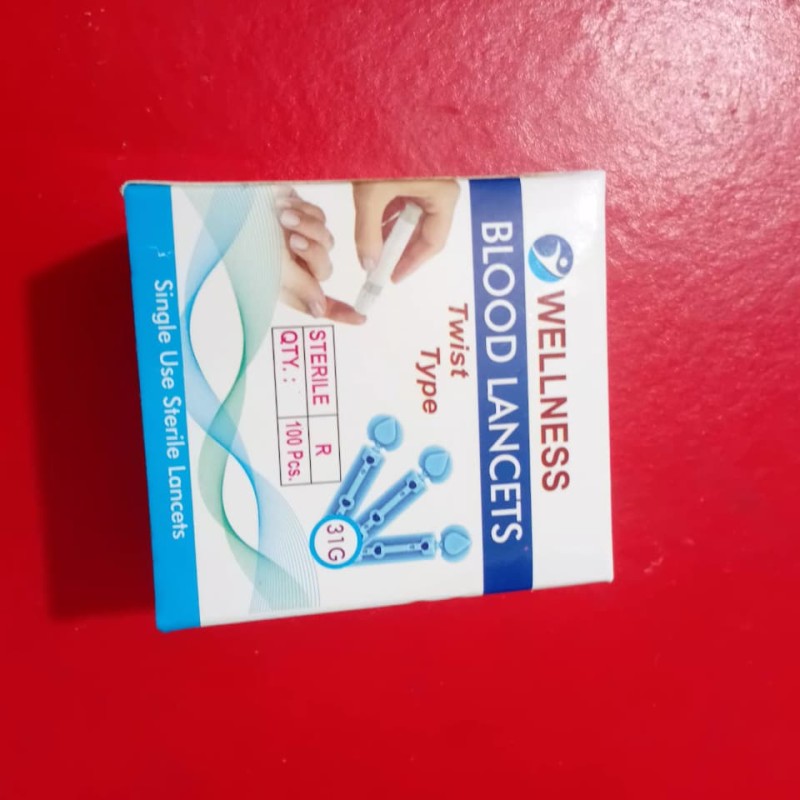 WELLNESS
BLOOD LANCETS
Twist
Type
STERILE R
QTY. : 100 Pcs.
31G
Single Use Sterile Lancets